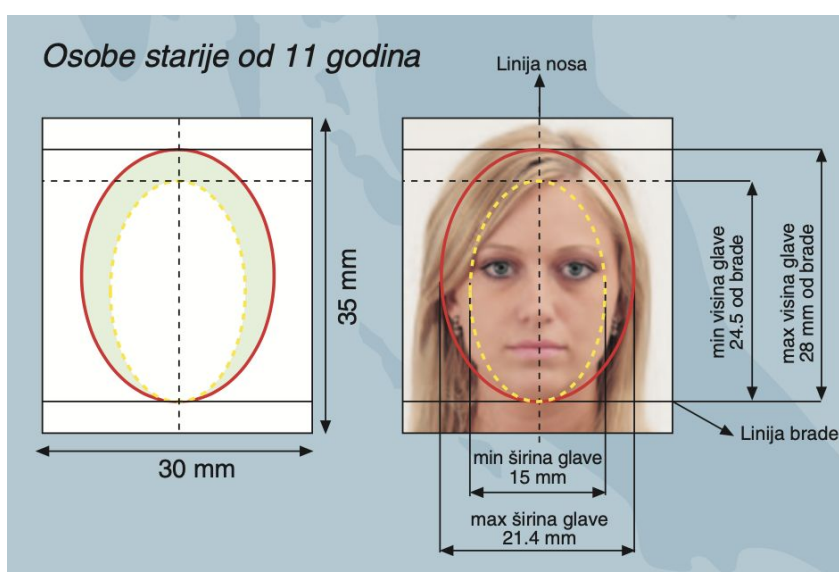 Osobe starije od 11 godina
Linija nosa
35 mm
30 mm
min visina glave
24.5 od brade
max visina glave
28 mm od brade
Linija brade
min širina glave
15 mm
max širina glave
21.4 mm